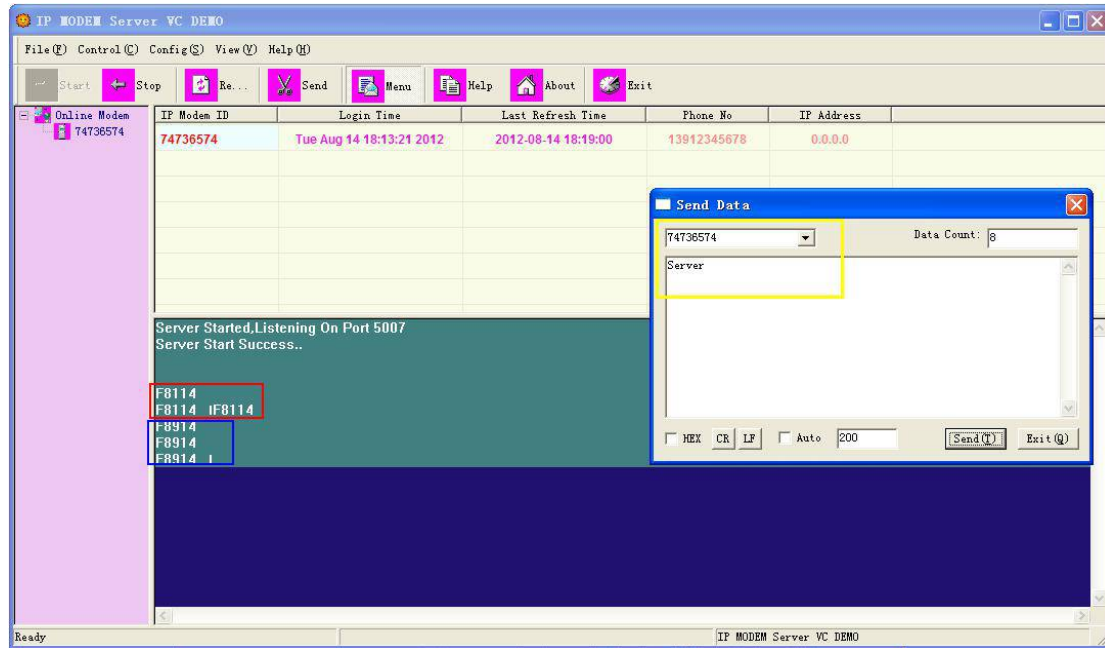 IP MODEM Server VC DEMO
File(F) Control(C) Config(S) View(V) Help(H)
Start Stop Re... Send Menu Help About Exit
Online Modem
74736574
IP Modem ID Login Time Last Refresh Time Phone No IP Address
74736574 Tue Aug 14 18:13:21 2012 2012-08-14 18:19:00 13912345678 0.0.0.0
Send Data
74736574 Data Count: 8
Server
HEX CR LF Auto 200 Send(T) Exit(Q)
Server Started,Listening On Port 5007
Server Start Success..
F8114
F8114 IF8114
F8914
F8914
F8914 I
Ready IP MODEM Server VC DEMO